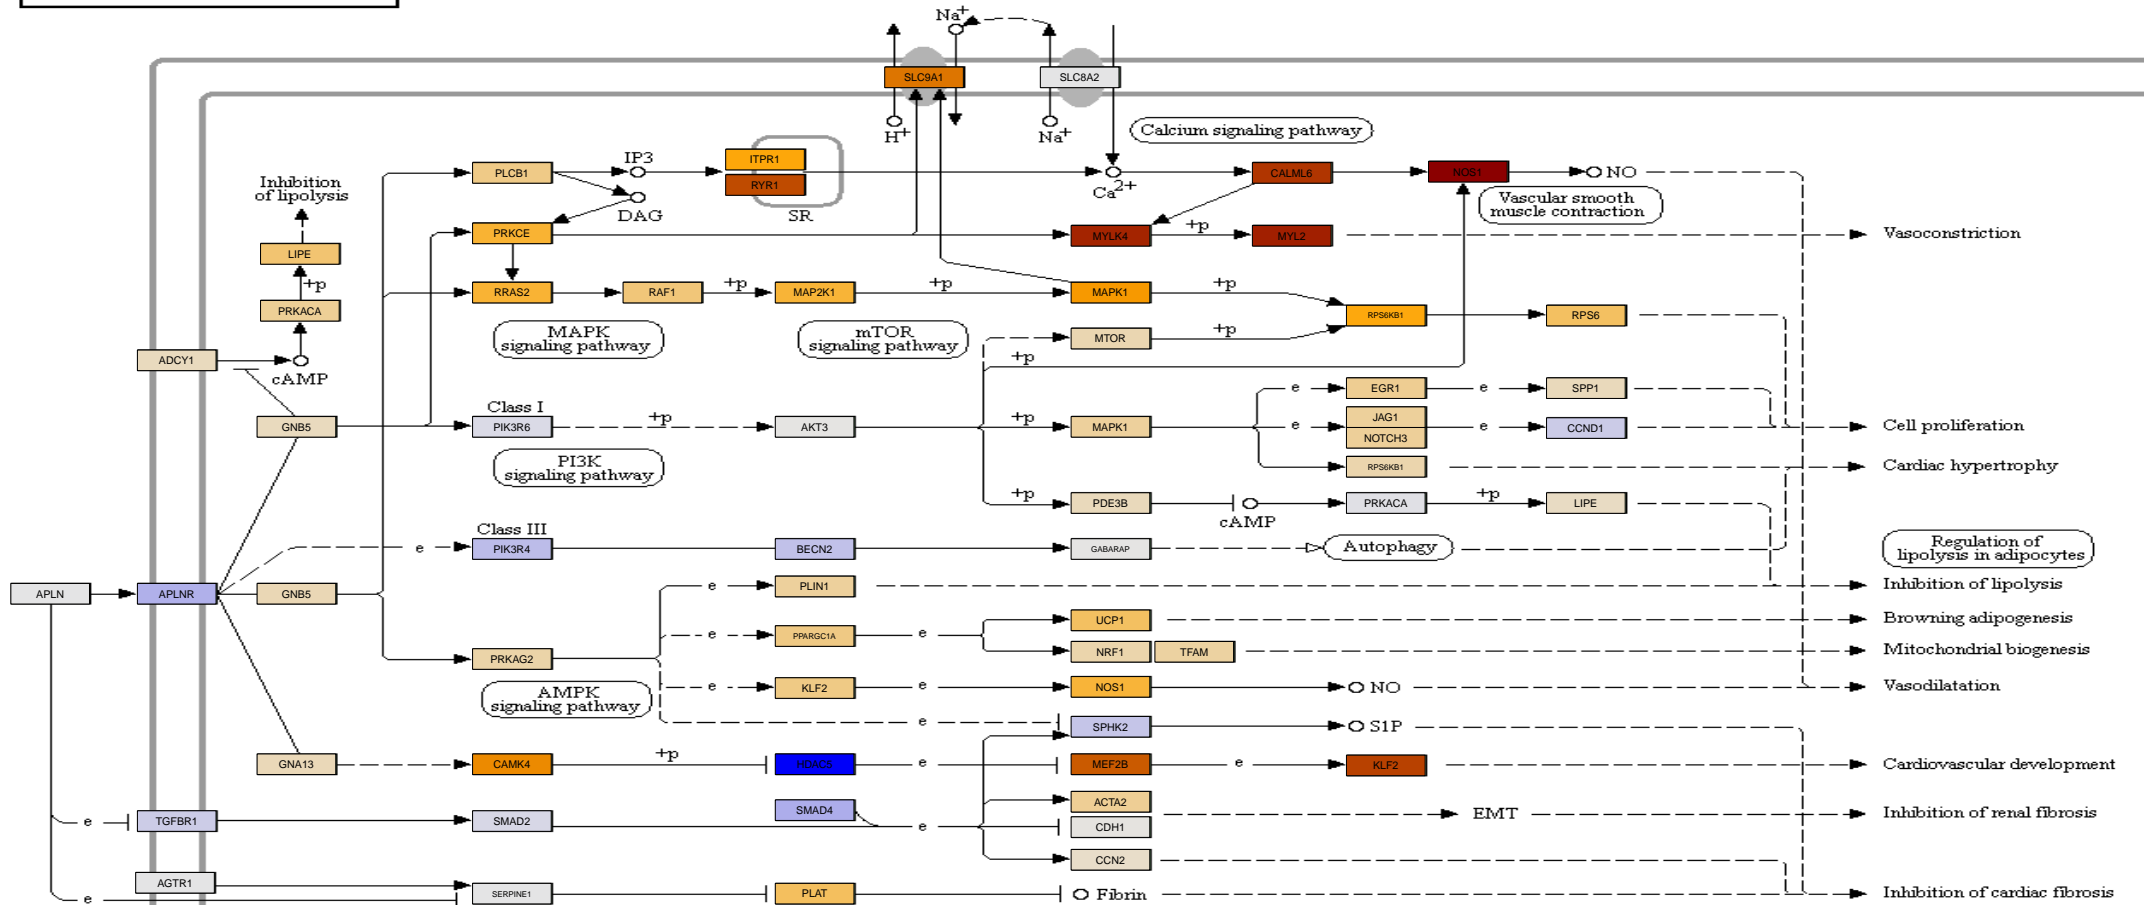 Na+
SLC9A1
SLC8A2
H+
Na+
Calcium signaling pathway
IP3
ITPR1
PLCB1
RYR1
Ca2+
CALML6
NOS1
NO
Inhibition
of lipolysis
DAG
SR
Vascular smooth
muscle contraction
LIPE
PRKCE
MYLK4
+p
MYL2
Vasoconstriction
+p
RRAS2
RAF1
+p
MAP2K1
+p
MAPK1
+p
PRKACA
RPS6KB1
RPS6
MAPK
signaling pathway
mTOR
signaling pathway
MTOR
+p
ADCY1
cAMP
+p
EGR1
e
SPP1
e
Class I
GNB5
PIK3R6
+p
AKT3
+p
MAPK1
e
JAG1
NOTCH3
e
CCND1
Cell proliferation
PI3K
signaling pathway
RPS6KB1
Cardiac hypertrophy
+p
PDE3B
cAMP
PRKACA
+p
LIPE
Class III
e
PIK3R4
BECN2
GABARAP
Autophagy
Regulation of
lipolysis in adipocytes
APLN
APLNR
GNB5
e
PLIN1
Inhibition of lipolysis
UCP1
Browning adipogenesis
e
PPARGC1A
e
PRKAG2
NRF1
TFAM
Mitochondrial biogenesis
AMPK
signaling pathway
e
KLF2
e
NOS1
NO
Vasodilatation
e
SPHK2
S1P
GNA13
CAMK4
+p
HDAC5
e
MEF2B
e
KLF2
Cardiovascular development
e
TGFBR1
SMAD2
SMAD4
e
ACTA2
CDH1
EMT
Inhibition of renal fibrosis
CCN2
AGTR1
e
SERPINE1
PLAT
Fibrin
Inhibition of cardiac fibrosis